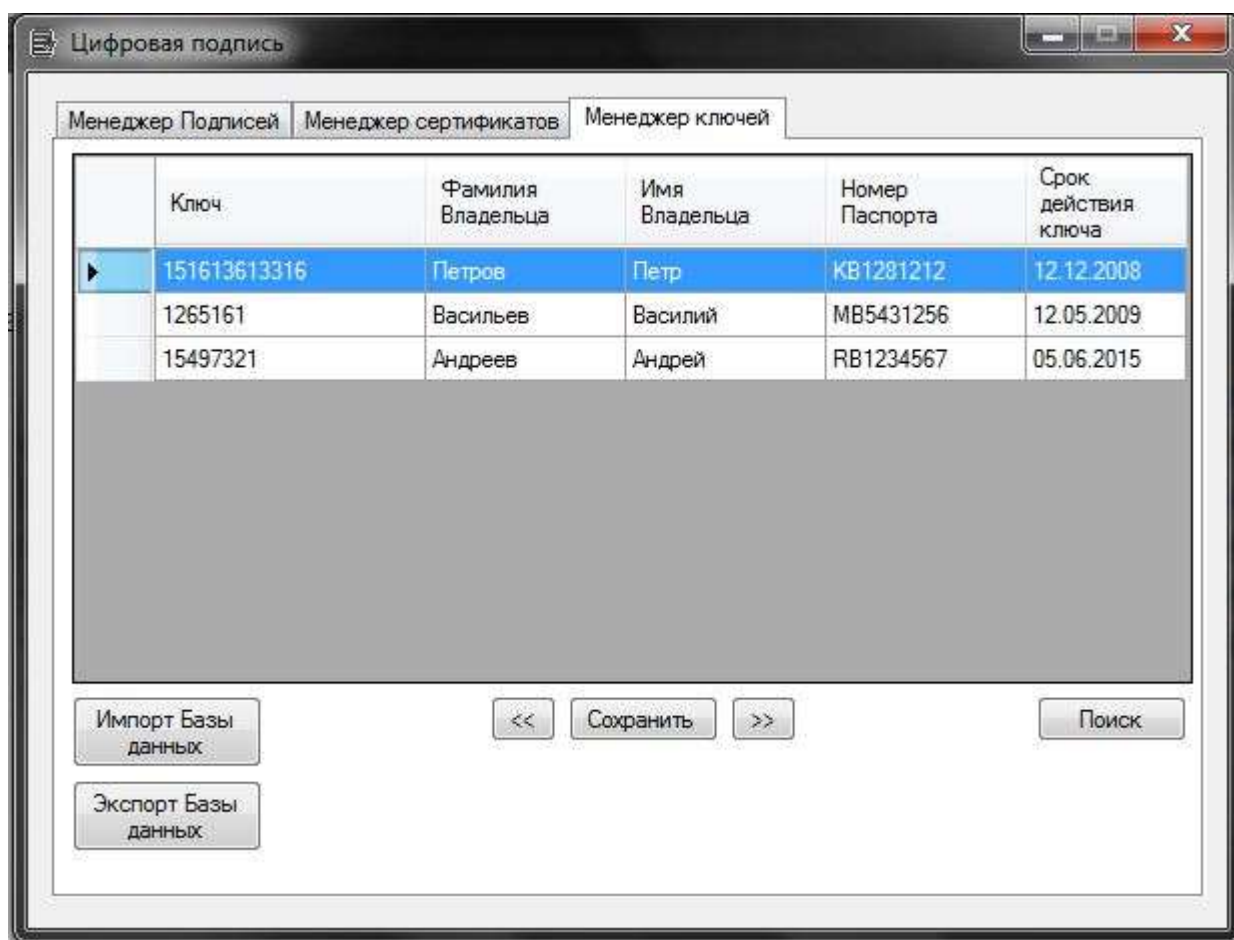 Цифровая подпись
Менеджер Подписей Менеджер сертификатов Менеджер ключей
Ключ Фамилия Владельца Имя Владельца Номер Паспорта Срок действия ключа
151613613316 Петров Петр КВ1281212 12.12.2008
1265161 Васильев Василий МВ5431256 12.05.2009
15497321 Андреев Андрей RB1234567 05.06.2015
Импорт Базы данных << Сохранить >> Поиск
Экспорт Базы данных